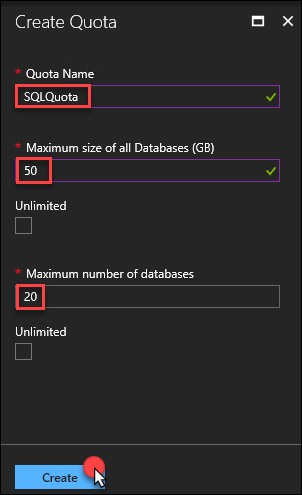 Create Quota
* Quota Name
SQLQuota
* Maximum size of all Databases (GB)
50
Unlimited
* Maximum number of databases
20
Unlimited
Create